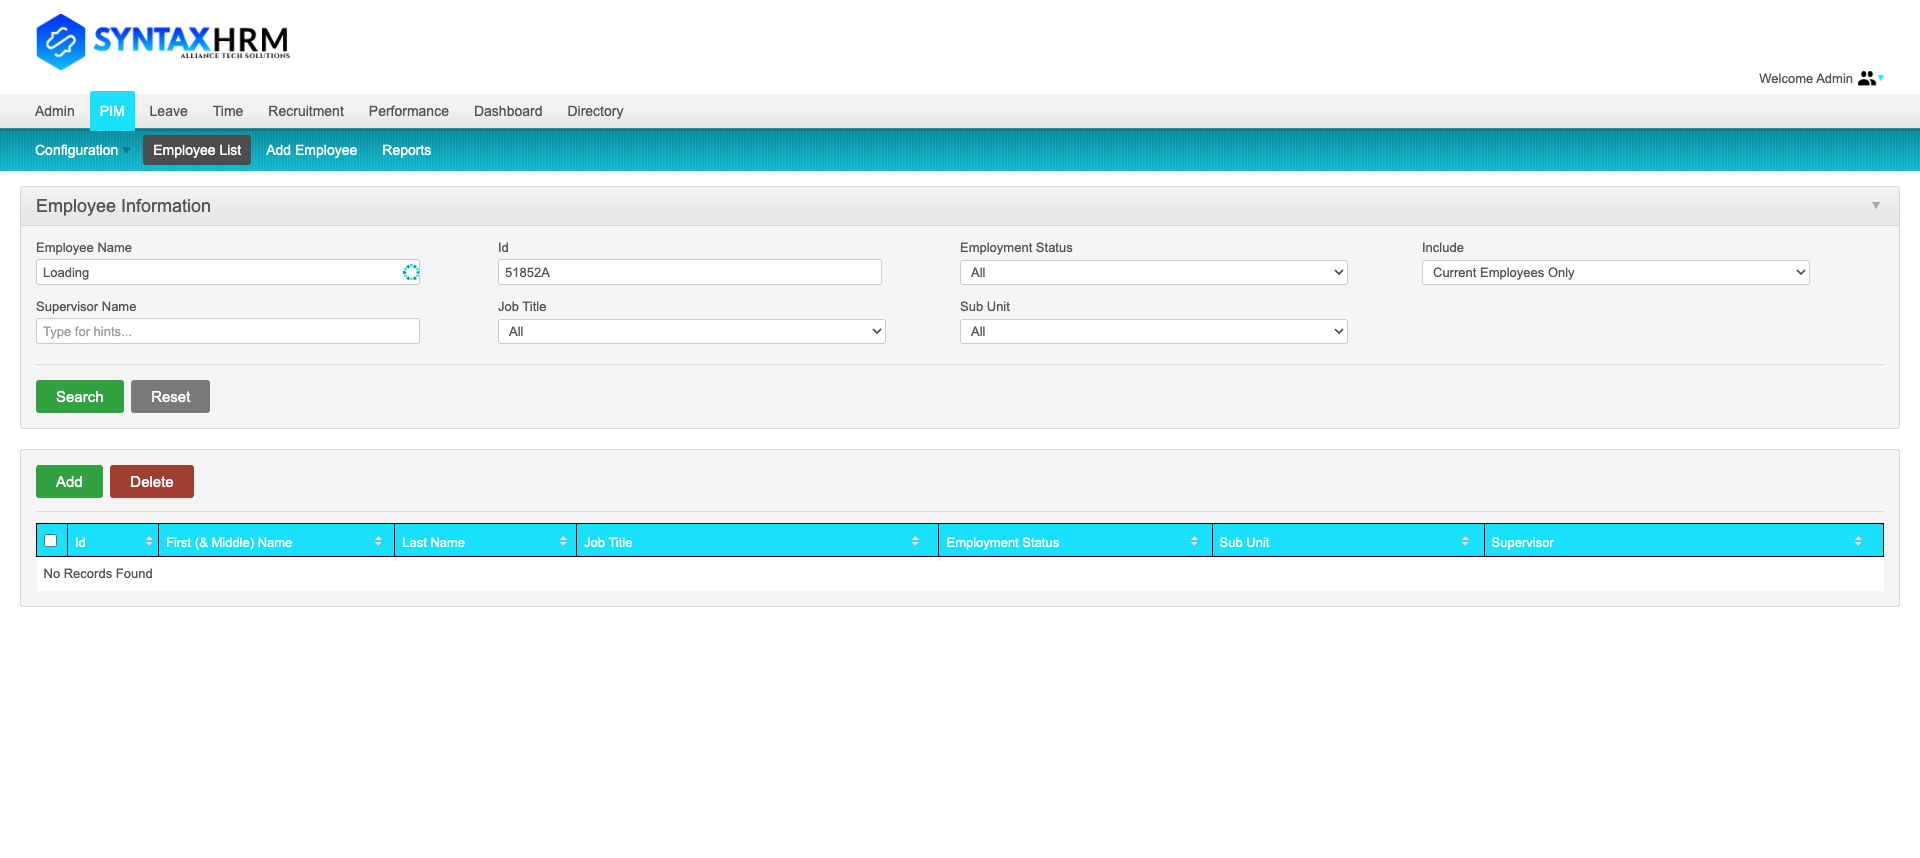 SYNTAXHRM
ALLIANCE TECH SOLUTIONS
Welcome Admin
Admin PIM Leave Time Recruitment Performance Dashboard Directory
Configuration Employee List Add Employee Reports
Employee Information
Employee Name Id Employment Status Include
Loading 51852A All Current Employees Only
Supervisor Name Job Title Sub Unit
Type for hints... All All
Search Reset
Add Delete
Id First (& Middle) Name Last Name Job Title Employment Status Sub Unit Supervisor
No Records Found